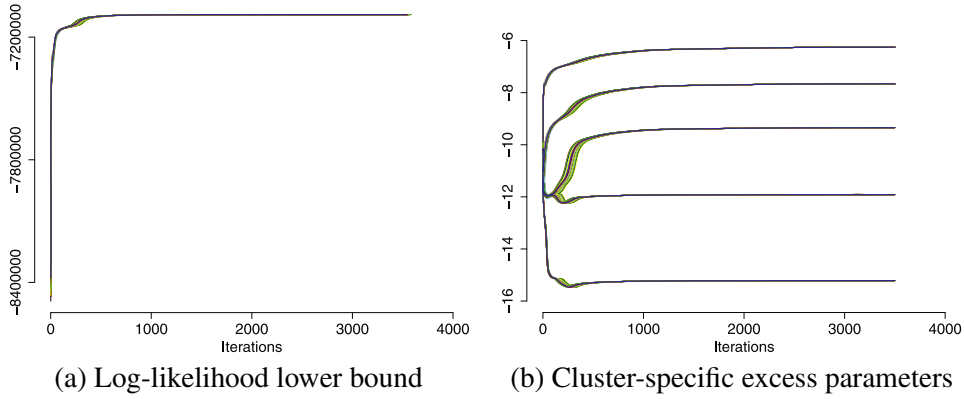 −7200000
−7800000
−8400000
0 1000 2000 3000 4000
Iterations
(a) Log-likelihood lower bound
−6
−8
−10
−12
−14
−16
0 1000 2000 3000 4000
Iterations
(b) Cluster-specific excess parameters